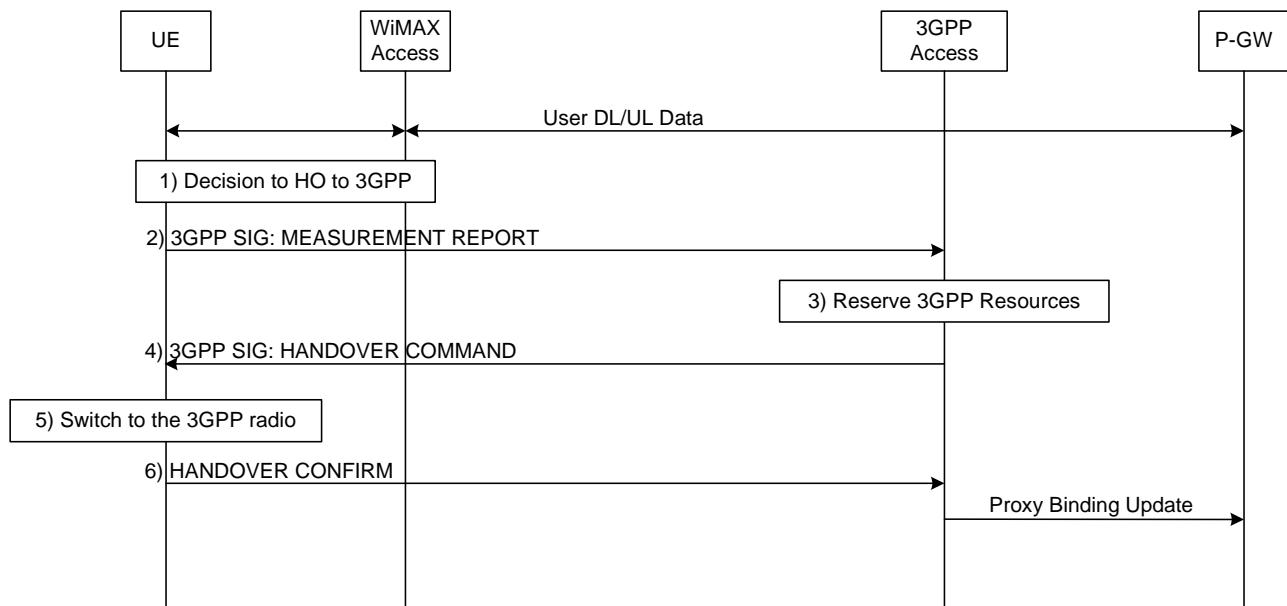 UE
WiMAX
Access
3GPP
Access
P-GW
User DL/UL Data
1) Decision to HO to 3GPP
2) 3GPP SIG: MEASUREMENT REPORT
3) Reserve 3GPP Resources
4) 3GPP SIG: HANDOVER COMMAND
5) Switch to the 3GPP radio
6) HANDOVER CONFIRM
Proxy Binding Update